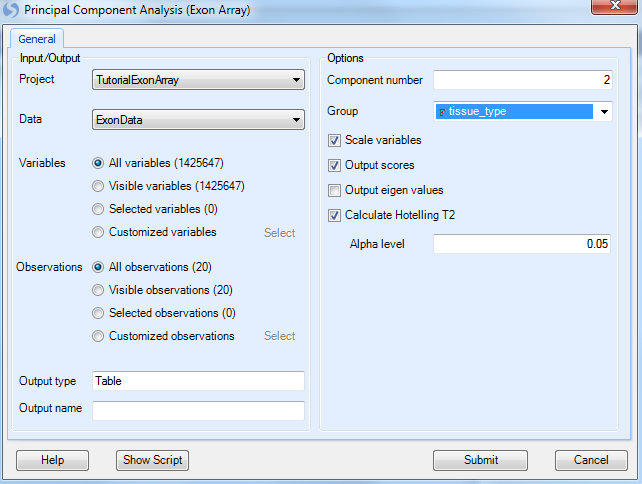 Principal Component Analysis (Exon Array)
General
Input/Output
Project TutorialExonArray
Data ExonData
Variables All variables (1425647)
Visible variables (1425647)
Selected variables (0)
Customized variables Select
Observations All observations (20)
Visible observations (20)
Selected observations (0)
Customized observations Select
Output type Table
Output name
Options
Component number 2
Group tissue_type
Scale variables
Output scores
Output eigen values
Calculate Hotelling T2
Alpha level 0.05
Help Show Script Submit Cancel